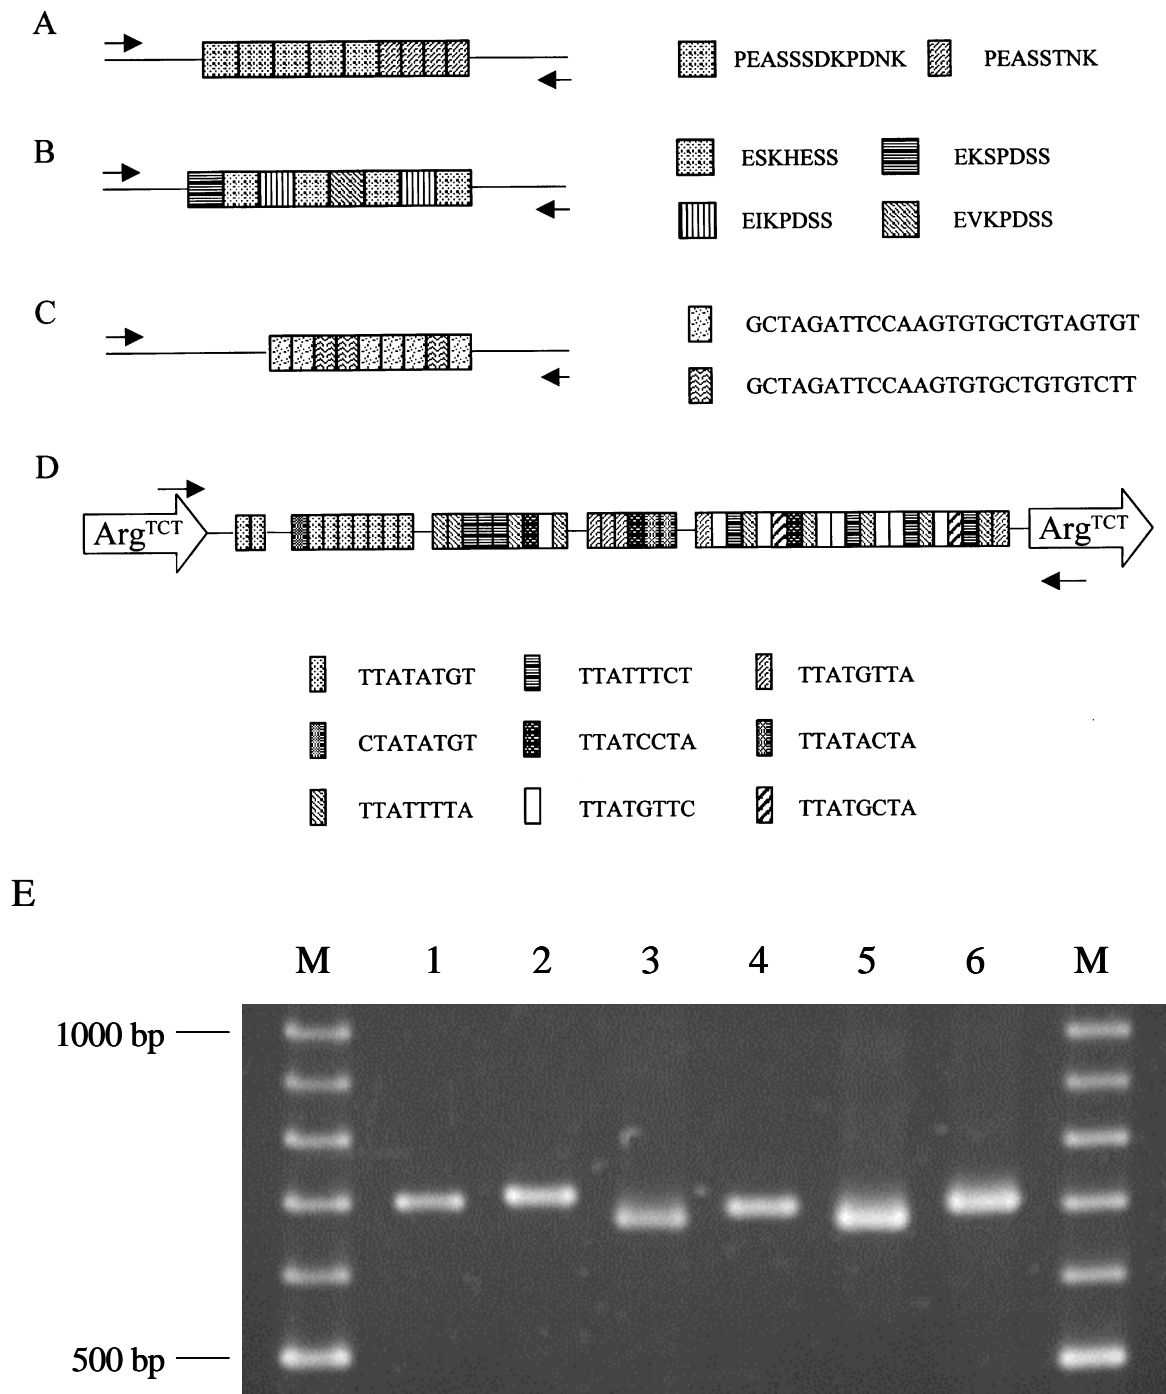 A
PEASSSDKPDNK PEASSTNK
B
ESKHESS EKSPDSS
EIKPDSS EVKPDSS
C
GCTAGATTCCAAGTGTGCTGTAGTGT
GCTAGATTCCAAGTGTGCTGTGTCTT
D
Arg^TCT Arg^TCT
TTATATGT TTATTTCT TTATGTTA
CTATATGT TTATCCTA TTATACTA
TTATTTTA TTATGTTC TTATGCTA
E
M 1 2 3 4 5 6 M
1000 bp
500 bp